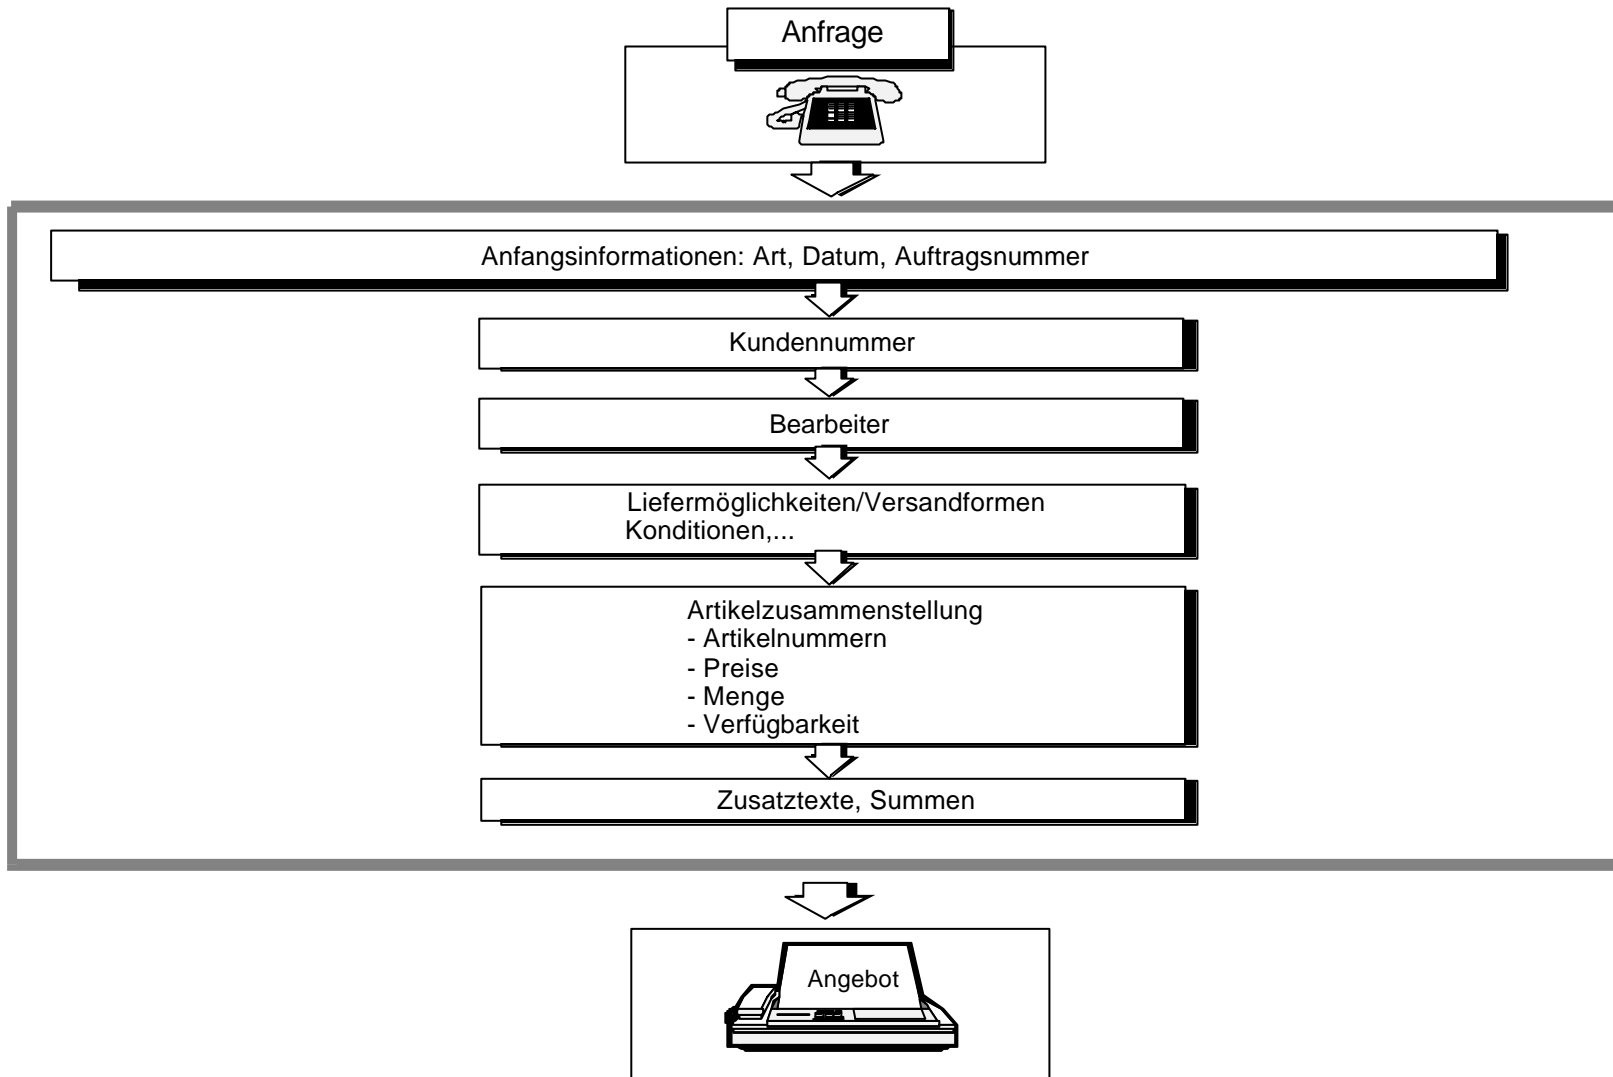 Anfrage
Anfangsinformationen: Art, Datum, Auftragsnummer
Kundennummer
Bearbeiter
Liefermöglichkeiten/Versandformen
Konditionen,...
Artikelzusammenstellung
- Artikelnummern
- Preise
- Menge
- Verfügbarkeit
Zusatztexte, Summen
Angebot